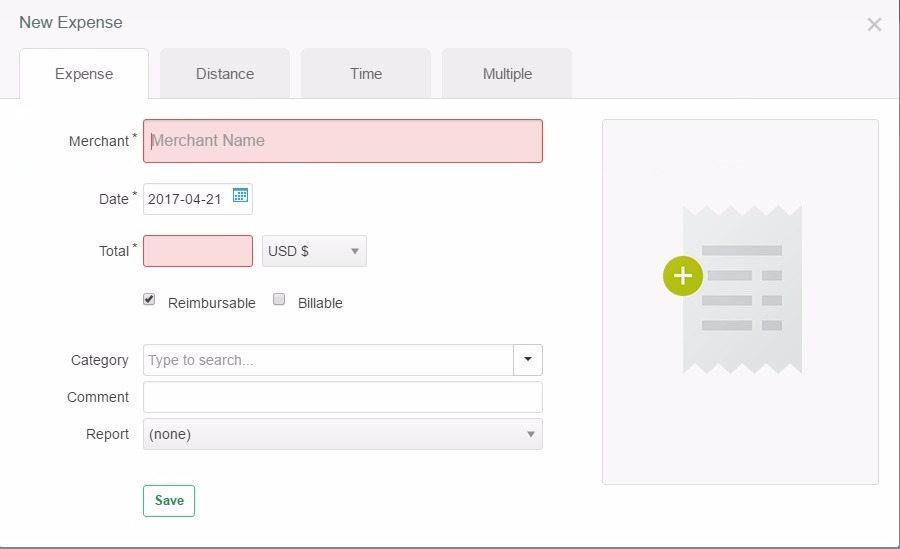 New Expense
Expense Distance Time Multiple
Merchant * Merchant Name
Date * 2017-04-21
Total * USD $
Reimbursable Billable
Category Type to search...
Comment
Report (none)
Save